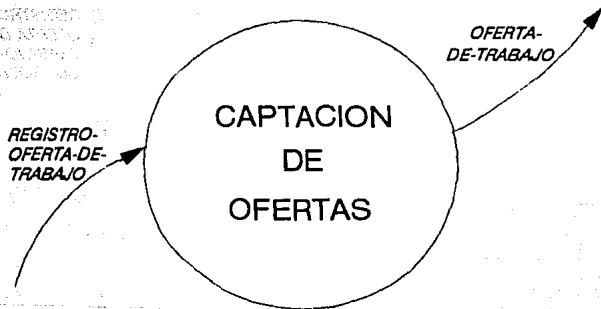 OFERTA-
DE-TRABAJO
REGISTRO-
OFERTA-DE-
TRABAJO
CAPTACION
DE
OFERTAS